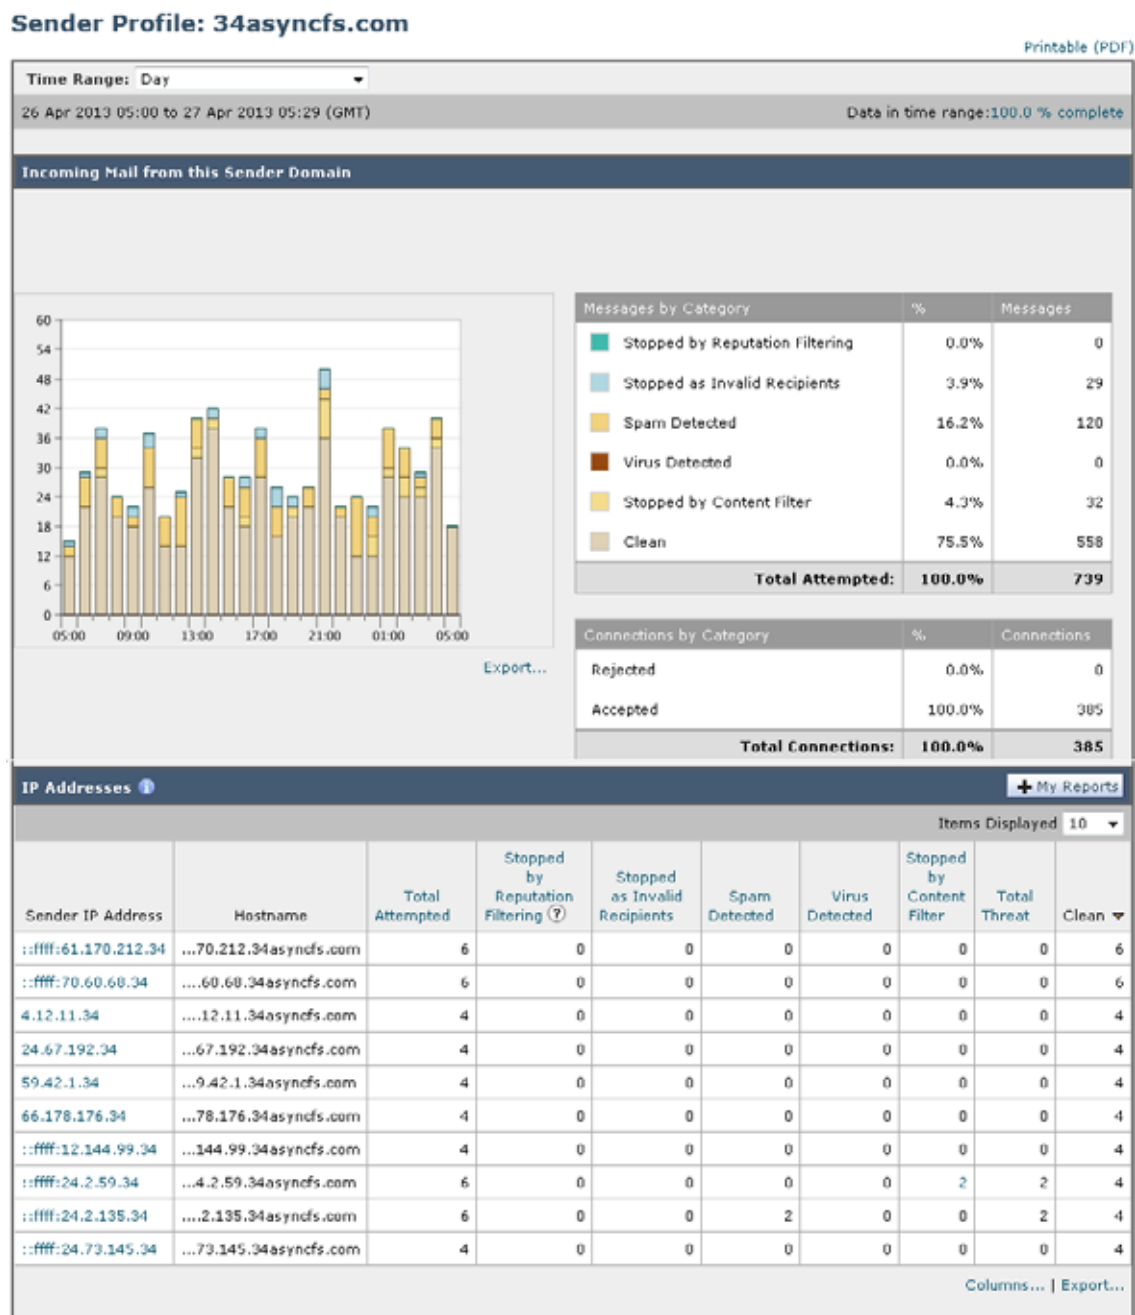 Sender Profile: 34asyncfs.com
Printable (PDF)
Time Range: Day
26 Apr 2013 05:00 to 27 Apr 2013 05:29 (GMT)
Data in time range:100.0 % complete
Incoming Mail from this Sender Domain
60
54
48
42
36
30
24
18
12
6
0
05:00 09:00 13:00 17:00 21:00 01:00 05:00
Export...
Messages by Category % Messages
Stopped by Reputation Filtering 0.0% 0
Stopped as Invalid Recipients 3.9% 29
Spam Detected 16.2% 120
Virus Detected 0.0% 0
Stopped by Content Filter 4.3% 32
Clean 75.5% 558
Total Attempted: 100.0% 739
Connections by Category % Connections
Rejected 0.0% 0
Accepted 100.0% 385
Total Connections: 100.0% 385
IP Addresses i
+ My Reports
Items Displayed 10
Sender IP Address
Hostname
Total
Attempted
Stopped
by
Reputation
Filtering ?
Stopped
as Invalid
Recipients
Spam
Detected
Virus
Detected
Stopped
by
Content
Filter
Total
Threat
Clean
::ffff:61.170.212.34 ...70.212.34asyncfs.com 6 0 0 0 0 0 0 6
::ffff:70.60.68.34 ....60.68.34asyncfs.com 6 0 0 0 0 0 0 6
4.12.11.34 ....12.11.34asyncfs.com 4 0 0 0 0 0 0 4
24.67.192.34 ...67.192.34asyncfs.com 4 0 0 0 0 0 0 4
59.42.1.34 ...9.42.1.34asyncfs.com 4 0 0 0 0 0 0 4
66.178.176.34 ...78.176.34asyncfs.com 4 0 0 0 0 0 0 4
::ffff:12.144.99.34 ...144.99.34asyncfs.com 4 0 0 0 0 0 0 4
::ffff:24.2.59.34 ...4.2.59.34asyncfs.com 6 0 0 0 0 2 2 4
::ffff:24.2.135.34 ....2.135.34asyncfs.com 6 0 0 2 0 0 2 4
::ffff:24.73.145.34 ...73.145.34asyncfs.com 4 0 0 0 0 0 0 4
Columns... | Export...